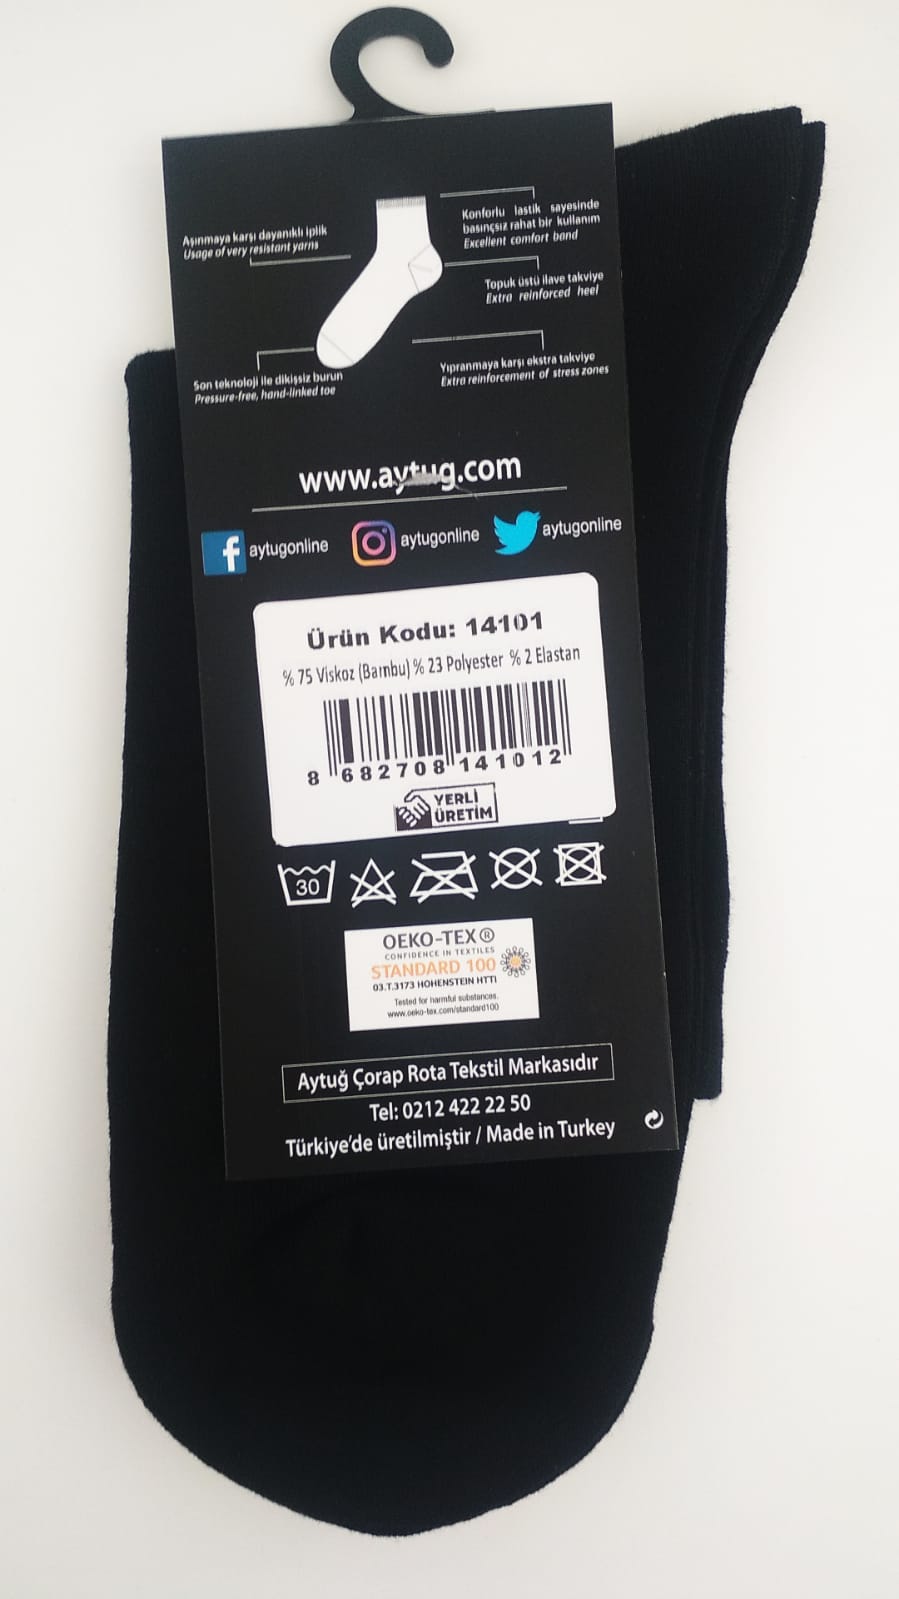 Aşınmaya karşı dayanıklı iplik
Usage of very resistant yarns
Konforlu lastik sayesinde
basınçsız rahat bir kullanım
Excellent comfort band
Topuk üstü ilave takviye
Extra reinforced heel
Yıpranmaya karşı ekstra takviye
Extra reinforcement of stress zones
Son teknoloji ile dikişsiz burun
Pressure-free, hand-linked toe
www.aytug.com
f aytugonline
aytugonline
aytugonline
Ürün Kodu: 14101
% 75 Viskoz (Bambu) % 23 Polyester % 2 Elastan
8 682708 141012
YERLİ
ÜRETİM
30
OEKO-TEX®
CONFIDENCE IN TEXTILES
STANDARD 100
03.T.3173 HOHENSTEIN HTTI
Tested for harmful substances.
www.oeko-tex.com/standard100
Aytuğ Çorap Rota Tekstil Markasıdır
Tel: 0212 422 22 50
Türkiye'de üretilmiştir / Made in Turkey